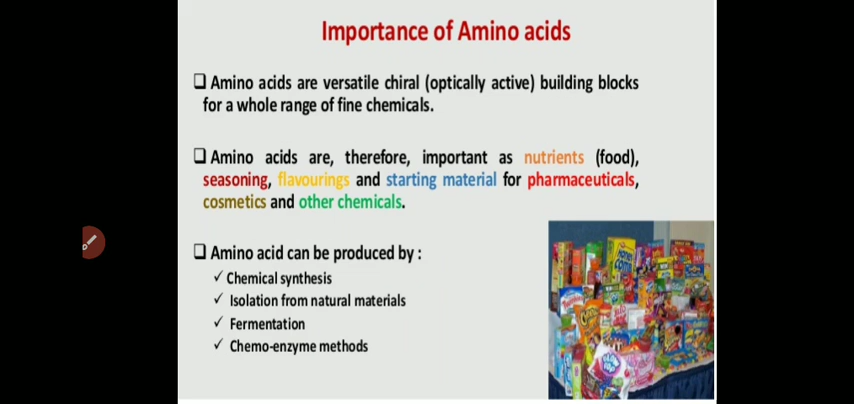 Importance of Amino acids
❑ Amino acids are versatile chiral (optically active) building blocks
for a whole range of fine chemicals.
❑ Amino acids are, therefore, important as nutrients (food),
seasoning, flavourings and starting material for pharmaceuticals,
cosmetics and other chemicals.
❑ Amino acid can be produced by :
✓ Chemical synthesis
✓ Isolation from natural materials
✓ Fermentation
✓ Chemo-enzyme methods
HONEY
COMB